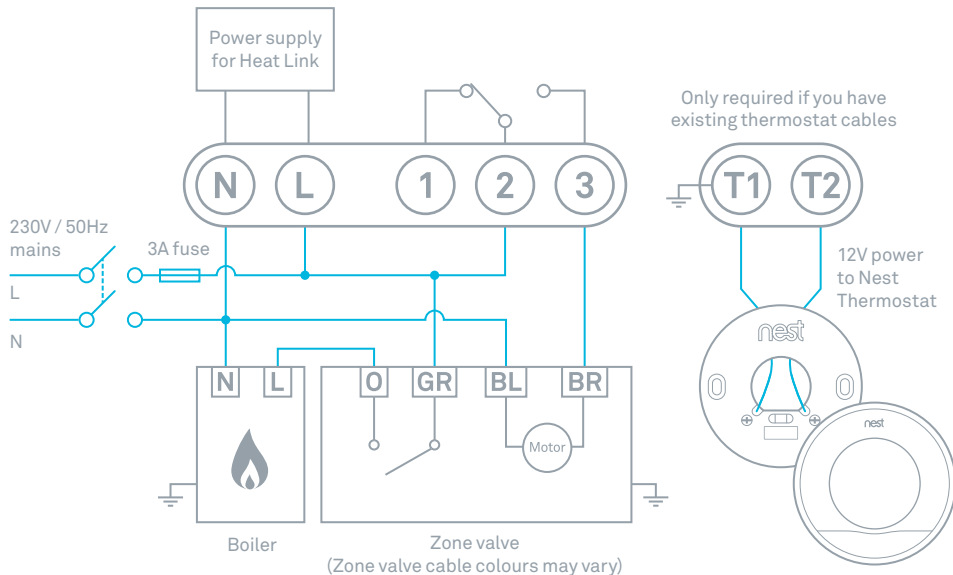 Power supply
for Heat Link
Only required if you have
existing thermostat cables
N L 1 2 3
T1 T2
230V / 50Hz
mains
3A fuse
L
N
12V power
to Nest
Thermostat
nest
N L O GR BL BR
Motor
nest
Boiler
Zone valve
(Zone valve cable colours may vary)